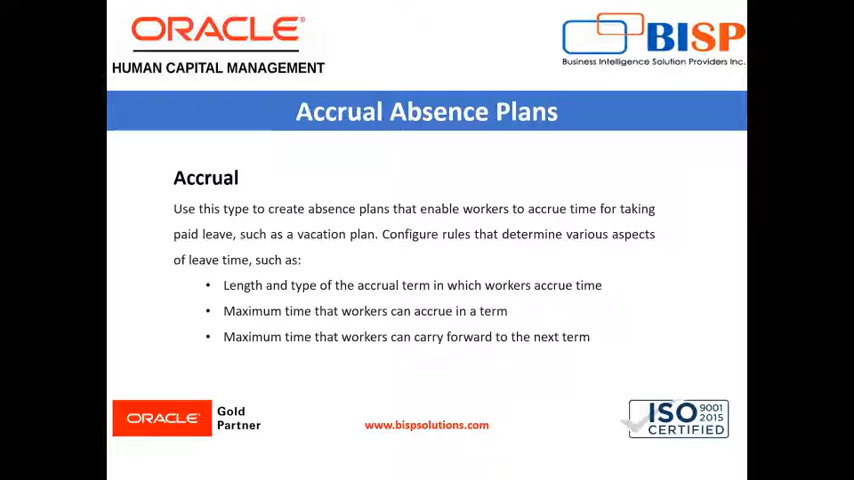 ORACLE®
HUMAN CAPITAL MANAGEMENT
BISP
Business Intelligence Solution Providers Inc.
Accrual Absence Plans
Accrual
Use this type to create absence plans that enable workers to accrue time for taking
paid leave, such as a vacation plan. Configure rules that determine various aspects
of leave time, such as:
• Length and type of the accrual term in which workers accrue time
• Maximum time that workers can accrue in a term
• Maximum time that workers can carry forward to the next term
ORACLE
Gold
Partner
www.bispsolutions.com
ISO 9001
2015
CERTIFIED